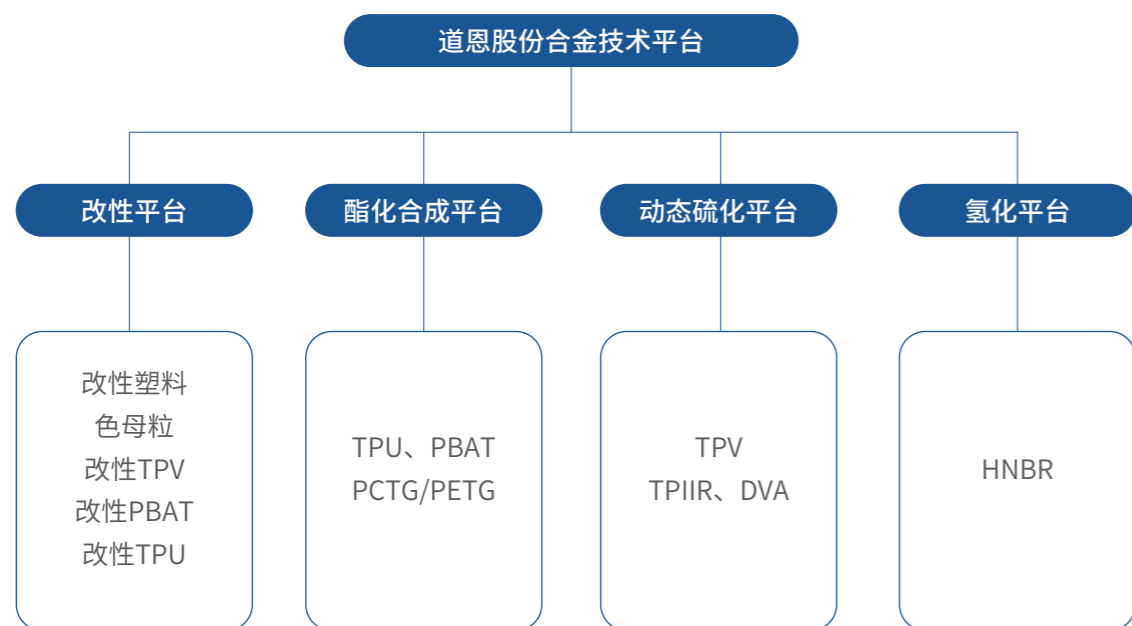 道恩股份合金技术平台
改性平台
酯化合成平台
动态硫化平台
氢化平台
改性塑料
色母粒
改性TPV
改性PBAT
改性TPU
TPU、PBAT
PCTG/PETG
TPV
TPIIR、DVA
HNBR